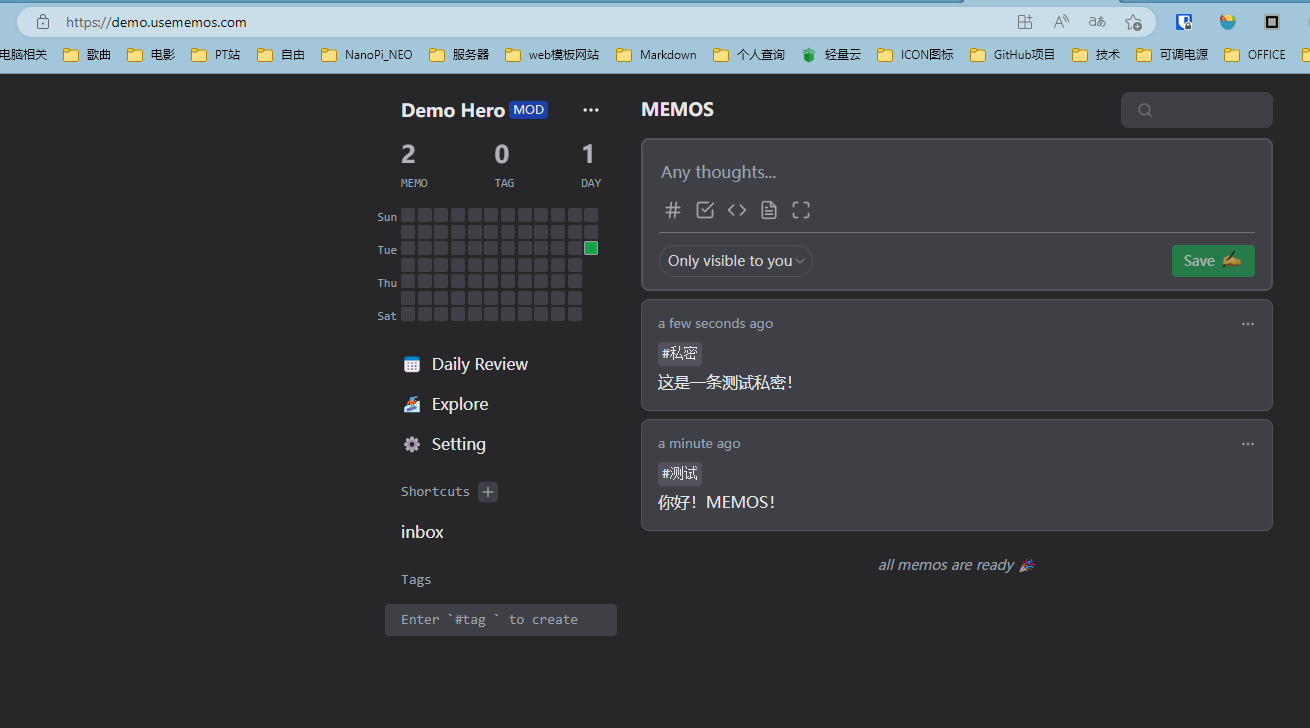 https://demo.usememos.com
电脑相关 歌曲 电影 PT站 自由 NanoPi_NEO 服务器 web模板网站 Markdown 个人查询 轻量云 ICON图标 GitHub项目 技术 可调电源 OFFICE
Demo Hero MOD
2 0 1
MEMO TAG DAY
Sun
Tue
Thu
Sat
Daily Review
Explore
Setting
Shortcuts
inbox
Tags
Enter `#tag ` to create
MEMOS
Any thoughts...
Only visible to you
Save
a few seconds ago
#私密
这是一条测试私密！
a minute ago
#测试
你好！MEMOS！
all memos are ready